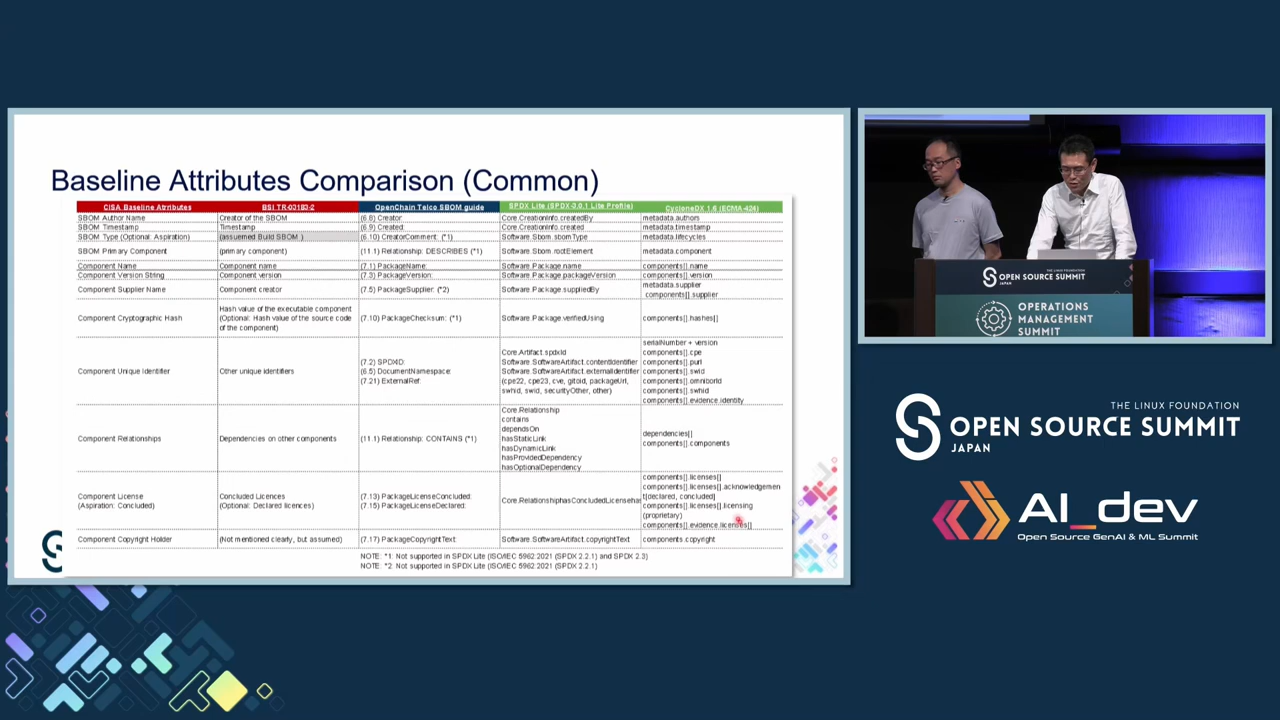 Baseline Attributes Comparison (Common)
CISA Baseline Attributes | BSI TR-03183-2 | OpenChain Telco SBOM guide | SPDX Lite (SPDX-3.0.1 Lite Profile) | CycloneDX 1.6 (ECMA-424)
SBOM Author Name | Creator of the SBOM | (6.8) Creator: | Core.CreationInfo.createdBy | metadata.authors
SBOM Timestamp | Timestamp | (6.9) Created: | Core.CreationInfo.created | metadata.timestamp
SBOM Type (Optional: Aspiration) | (assuemed Build SBOM ) | (6.10) CreatorComment: (*1) | Software.Sbom.sbomType | metadata.lifecycles
SBOM Primary Component | (primary component) | (11.1) Relationship: DESCRIBES (*1) | Software.Sbom.rootElement | metadata.component
Component Name | Component name | (7.1) PackageName: | Software.Package.name | components[].name
Component Version String | Component version | (7.3) PackageVersion: | Software.Package.packageVersion | components[].version
Component Supplier Name | Component creator | (7.5) PackageSupplier: (*2) | Software.Package.suppliedBy | metadata.supplier
components[].supplier
Component Cryptographic Hash | Hash value of the executable component
(Optional: Hash value of the source code
of the component) | (7.10) PackageChecksum: (*1) | Software.Package.verifiedUsing | components[].hashes[]
Component Unique Identifier | Other unique identifiers | (7.2) SPDXID:
(6.5) DocumentNamespace:
(7.21) ExternalRef: | Core.Artifact.spdxId
Software.SoftwareArtifact.contentIdentifier
Software.SoftwareArtifact.externalIdentifier
(cpe22, cpe23, cve, gitoid, packageUrl,
swhid, swid, securityOther, other) | serialNumber + version
components[].cpe
components[].purl
components[].swid
components[].omniborId
components[].swhid
components[].evidence.identity
Component Relationships | Dependencies on other components | (11.1) Relationship: CONTAINS (*1) | Core.Relationship
contains
dependsOn
hasStaticLink
hasDynamicLink
hasProvidedDependency
hasOptionalDependency | dependencies[]
components[].components
Component License
(Aspiration: Concluded) | Concluded Licences
(Optional: Declared licences) | (7.13) PackageLicenseConcluded:
(7.15) PackageLicenseDeclared: | Core.RelationshiphasConcludedLicensehas | components[].licenses[]
components[].licenses[].acknowledgemen
t[declared, concluded]
components[].licenses[].licensing
(proprietary)
components[].evidence.licenses[]
Component Copyright Holder | (Not mentioned clearly, but assumed) | (7.17) PackageCopyrightText: | Software.SoftwareArtifact.copyrightText | components.copyright
NOTE: *1: Not supported in SPDX Lite (ISO/IEC 5962:2021 (SPDX 2.2.1) and SPDX 2.3)
NOTE: *2: Not supported in SPDX Lite (ISO/IEC 5962:2021 (SPDX 2.2.1)
THE LINUX FOUNDATION
OPEN SOURCE SUMMIT
JAPAN
OPERATIONS
MANAGEMENT
SUMMIT
THE LINUX FOUNDATION
OPEN SOURCE SUMMIT
JAPAN
AI_dev
Open Source GenAI & ML Summit